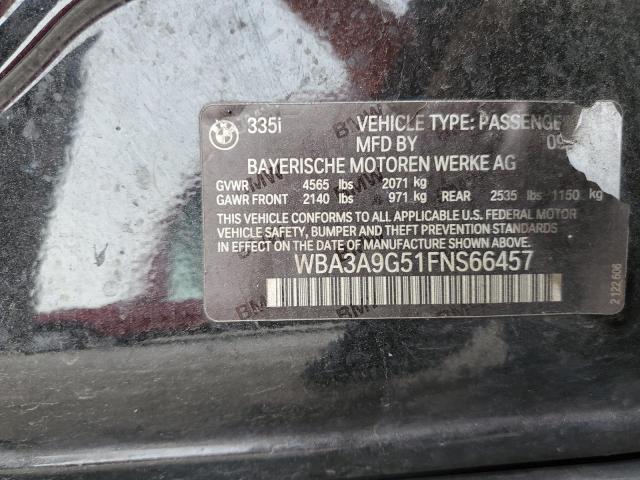 335i VEHICLE TYPE: PASSENGE
MFD BY 09
BAYERISCHE MOTOREN WERKE AG
GVWR 4565 lbs 2071 kg
GAWR FRONT 2140 lbs 971 kg REAR 2535 lbs 1150 kg
THIS VEHICLE CONFORMS TO ALL APPLICABLE U.S. FEDERAL MOTOR
VEHICLE SAFETY, BUMPER AND THEFT PREVENTION STANDARDS
IN EFFECT ON THE DATE OF MANUFACTURE SHOWN ABOVE.
WBA3A9G51FNS66457
2 122 606